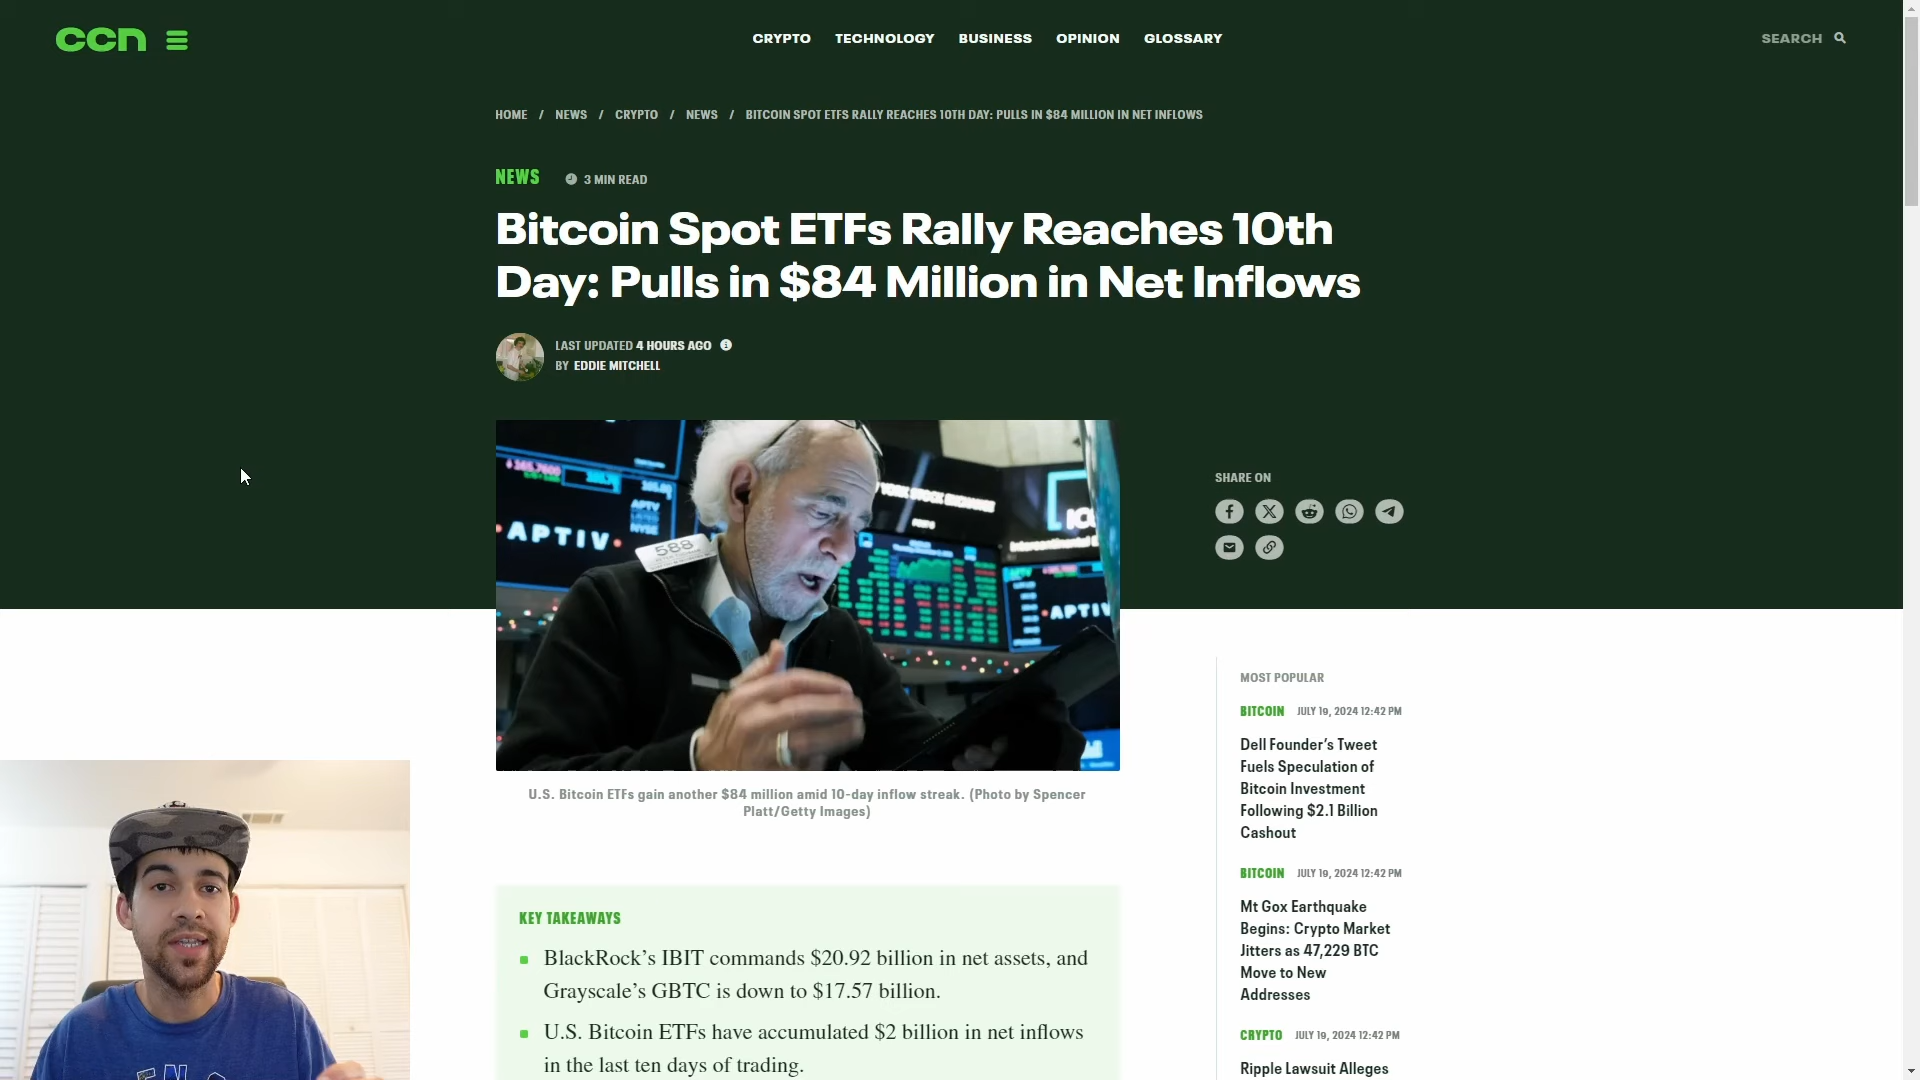 ccn
CRYPTO TECHNOLOGY BUSINESS OPINION GLOSSARY
SEARCH
HOME / NEWS / CRYPTO / NEWS / BITCOIN SPOT ETFS RALLY REACHES 10TH DAY: PULLS IN $84 MILLION IN NET INFLOWS
NEWS 3 MIN READ
Bitcoin Spot ETFs Rally Reaches 10th
Day: Pulls in $84 Million in Net Inflows
LAST UPDATED 4 HOURS AGO
BY EDDIE MITCHELL
APTIV
APTV
NYSE
588
YORK STOCK EXCHANGE
APTIV
SHARE ON
U.S. Bitcoin ETFs gain another $84 million amid 10-day inflow streak. (Photo by Spencer
Platt/Getty Images)
KEY TAKEAWAYS
BlackRock's IBIT commands $20.92 billion in net assets, and
Grayscale's GBTC is down to $17.57 billion.
U.S. Bitcoin ETFs have accumulated $2 billion in net inflows
in the last ten days of trading.
MOST POPULAR
BITCOIN JULY 19, 2024 12:42 PM
Dell Founder's Tweet
Fuels Speculation of
Bitcoin Investment
Following $2.1 Billion
Cashout
BITCOIN JULY 19, 2024 12:42 PM
Mt Gox Earthquake
Begins: Crypto Market
Jitters as 47,229 BTC
Move to New
Addresses
CRYPTO JULY 19, 2024 12:42 PM
Ripple Lawsuit Alleges